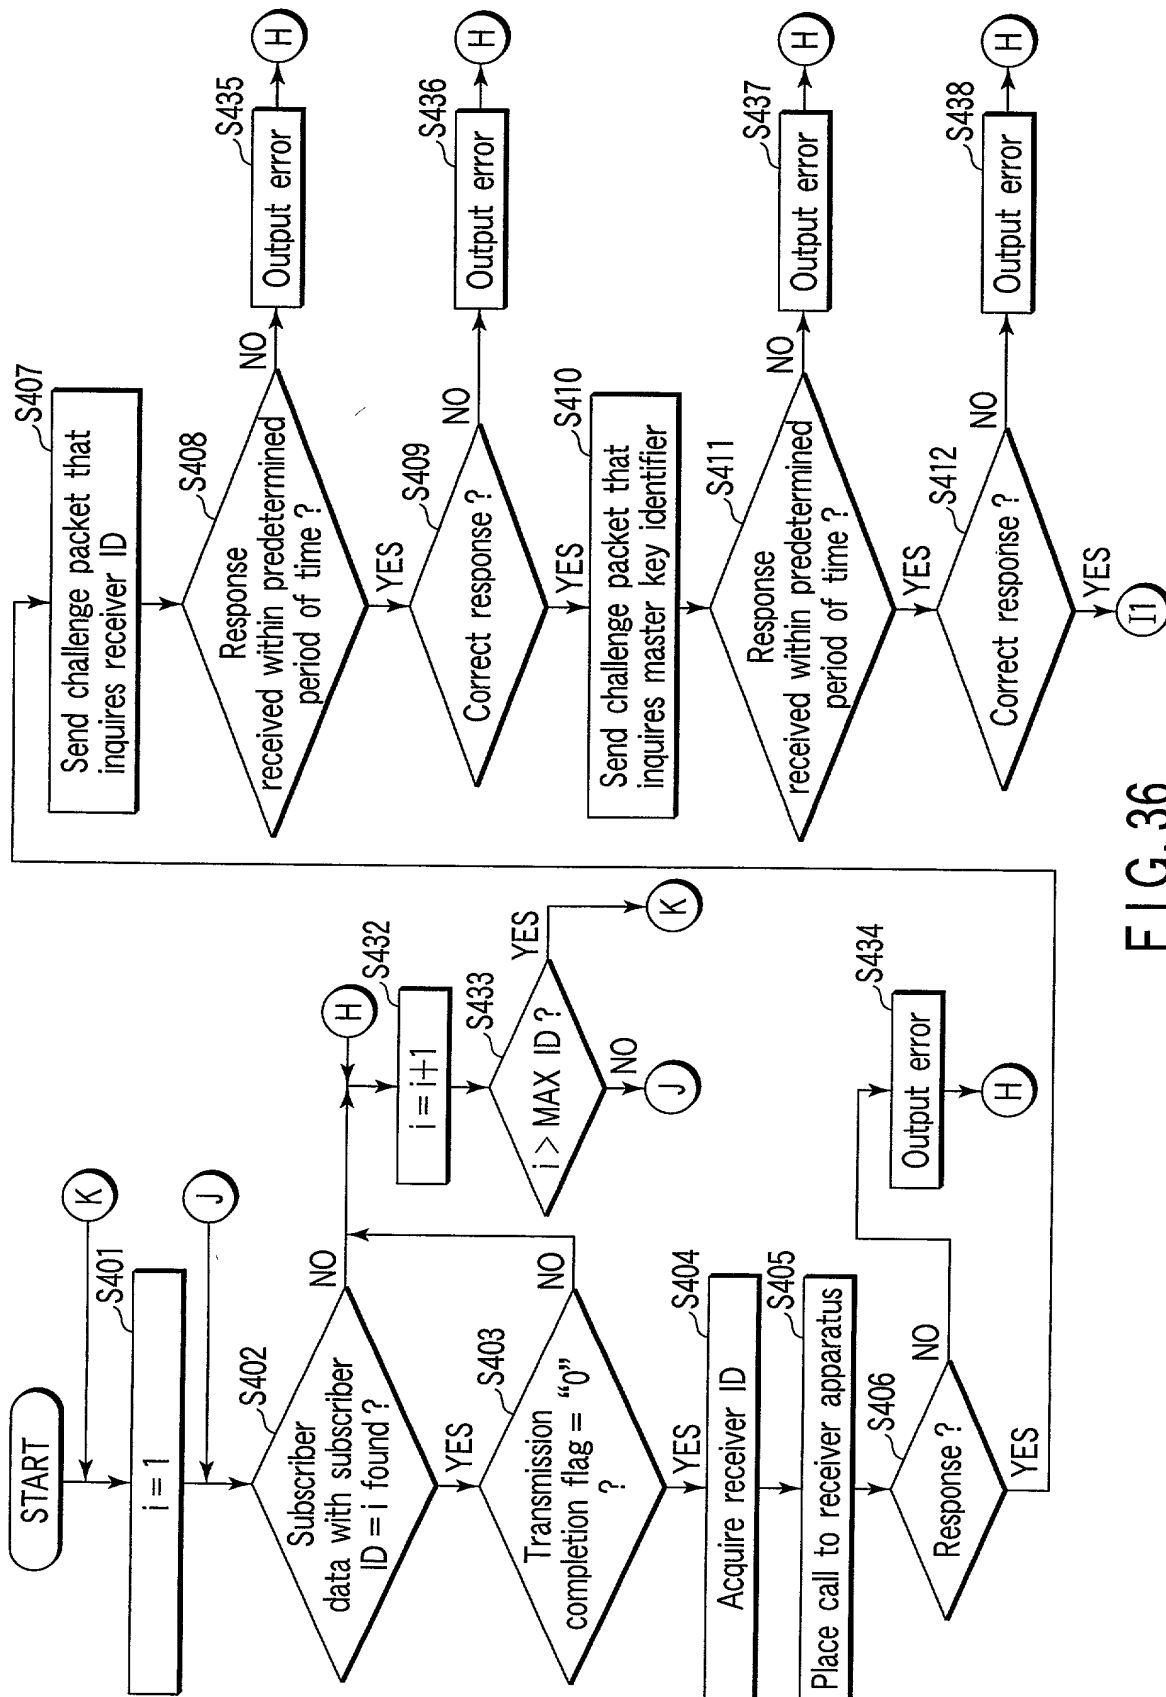 START
K
S401
i = 1
J
S402
Subscriber
data with subscriber
ID = i found ?
NO
YES
S403
Transmission
completion flag = "0"
?
NO
YES
S404
Acquire receiver ID
S405
Place call to receiver apparatus
S406
Response ?
NO
YES
H
S432
i = i+1
S433
i > MAX ID ?
YES
K
NO
J
S434
Output error
H
S407
Send challenge packet that
inquires receiver ID
S408
Response
received within predetermined
period of time ?
NO
S435
Output error
H
YES
S409
Correct response ?
NO
S436
Output error
H
YES
S410
Send challenge packet that
inquires master key identifier
S411
Response
received within predetermined
period of time ?
NO
S437
Output error
H
YES
S412
Correct response ?
NO
S438
Output error
H
YES
I1
FIG. 36